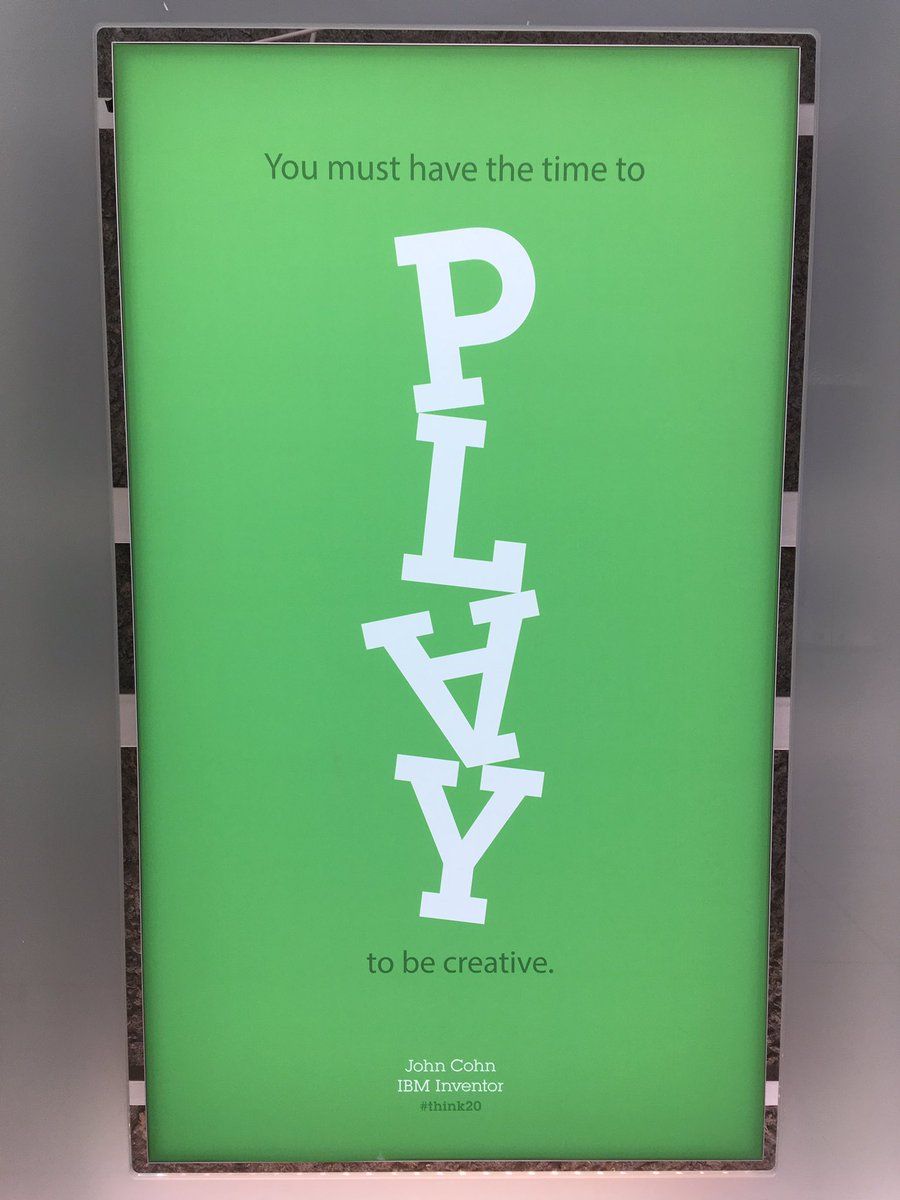 You must have the time to
PLAY
to be creative.
John Cohn
IBM Inventor
#think20